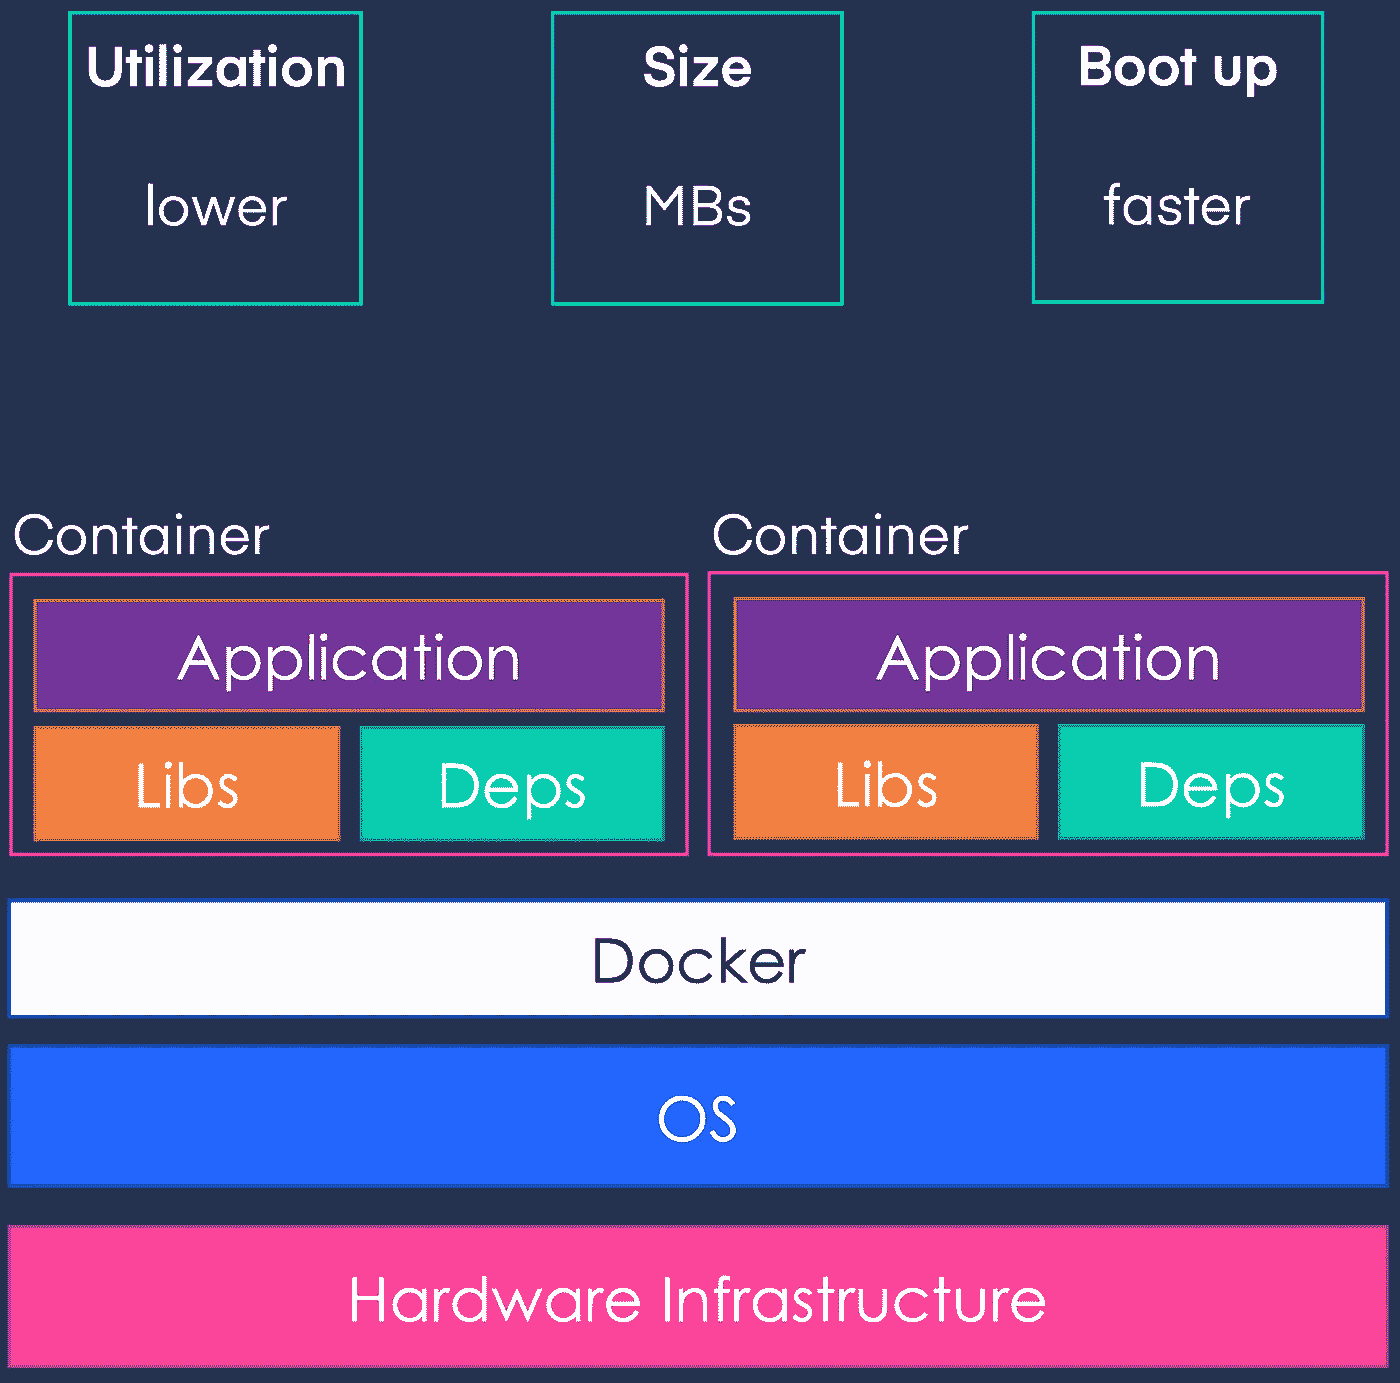 Utilization
lower
Size
MBs
Boot up
faster
Container
Application
Libs
Deps
Container
Application
Libs
Deps
Docker
OS
Hardware Infrastructure